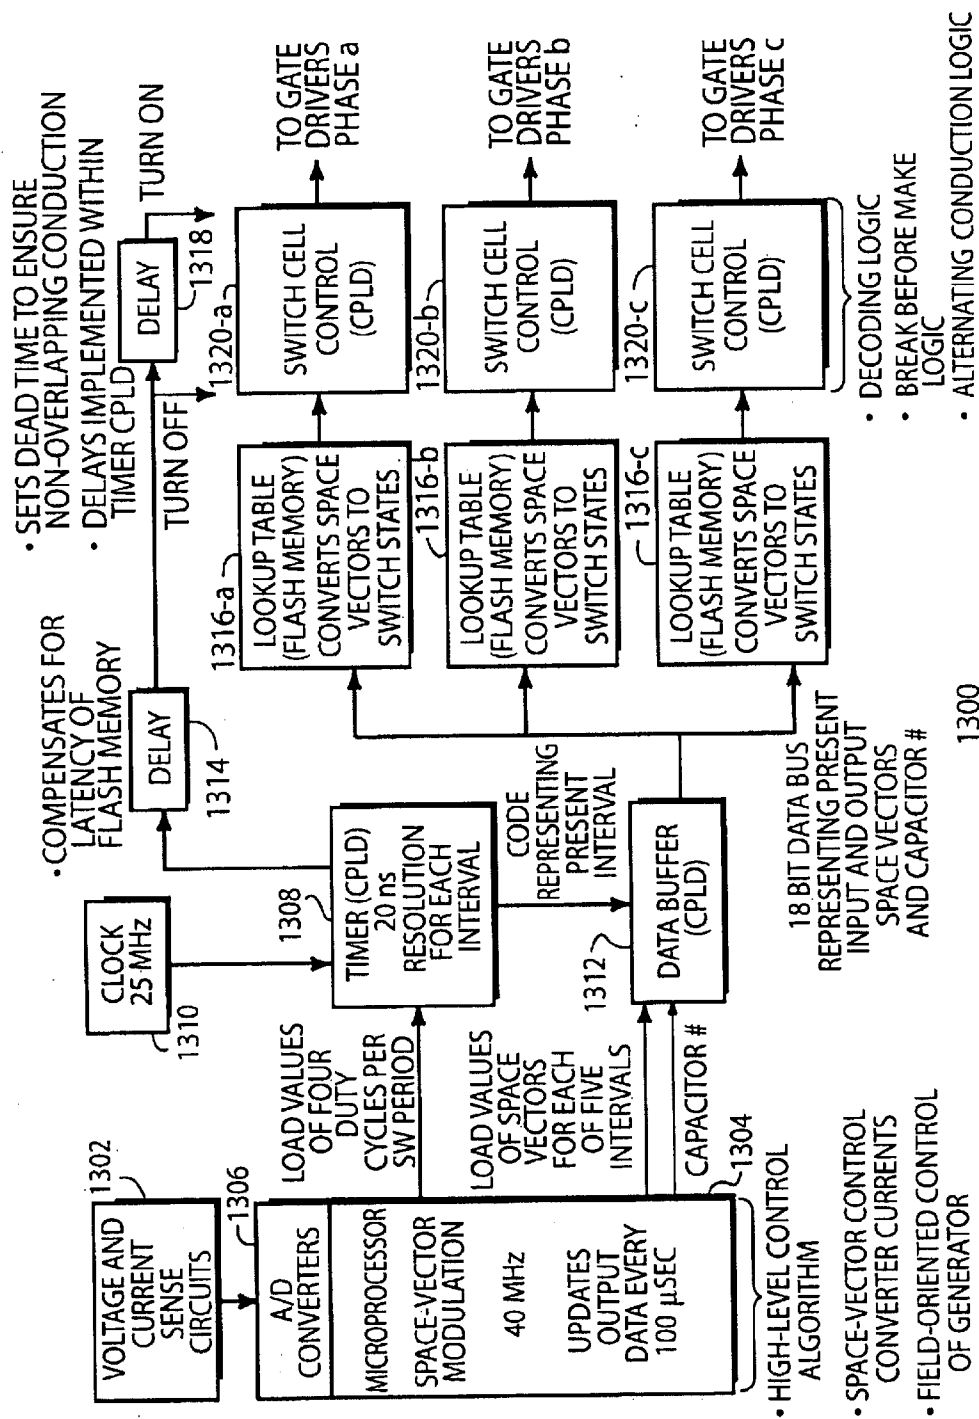 VOLTAGE AND
CURRENT
SENSE
CIRCUITS
1302
1306
A/D
CONVERTERS
MICROPROCESSOR
SPACE-VECTOR
MODULATION
40 MHz
UPDATES
OUTPUT
DATA EVERY
100 µSEC
1304
• HIGH-LEVEL CONTROL
ALGORITHM
• SPACE-VECTOR CONTROL
CONVERTER CURRENTS
• FIELD-ORIENTED CONTROL
OF GENERATOR
CLOCK
25 MHz
1310
LOAD VALUES
OF FOUR
DUTY
CYCLES PER
SW PERIOD
LOAD VALUES
OF SPACE
VECTORS
FOR EACH
OF FIVE
INTERVALS
CAPACITOR #
1308
TIMER (CPLD)
20 ns
RESOLUTION
FOR EACH
INTERVAL
CODE
REPRESENTING
PRESENT
INTERVAL
1312
DATA BUFFER
(CPLD)
• COMPENSATES FOR
LATENCY OF
FLASH MEMORY
DELAY
1314
18 BIT DATA BUS
REPRESENTING PRESENT
INPUT AND OUTPUT
SPACE VECTORS
AND CAPACITOR #
1316-a
LOOKUP TABLE
(FLASH MEMORY)
CONVERTS SPACE
VECTORS TO
SWITCH STATES
1316-b
LOOKUP TABLE
(FLASH MEMORY)
CONVERTS SPACE
VECTORS TO
SWITCH STATES
1316-c
LOOKUP TABLE
(FLASH MEMORY)
CONVERTS SPACE
VECTORS TO
SWITCH STATES
• SETS DEAD TIME TO ENSURE
NON-OVERLAPPING CONDUCTION
• DELAYS IMPLEMENTED WITHIN
TIMER CPLD
TURN OFF
DELAY
1318
TURN ON
1320-a
SWITCH CELL
CONTROL
(CPLD)
1320-b
SWITCH CELL
CONTROL
(CPLD)
1320-c
SWITCH CELL
CONTROL
(CPLD)
TO GATE
DRIVERS
PHASE a
TO GATE
DRIVERS
PHASE b
TO GATE
DRIVERS
PHASE c
• DECODING LOGIC
• BREAK BEFORE MAKE
LOGIC
• ALTERNATING CONDUCTION LOGIC
1300